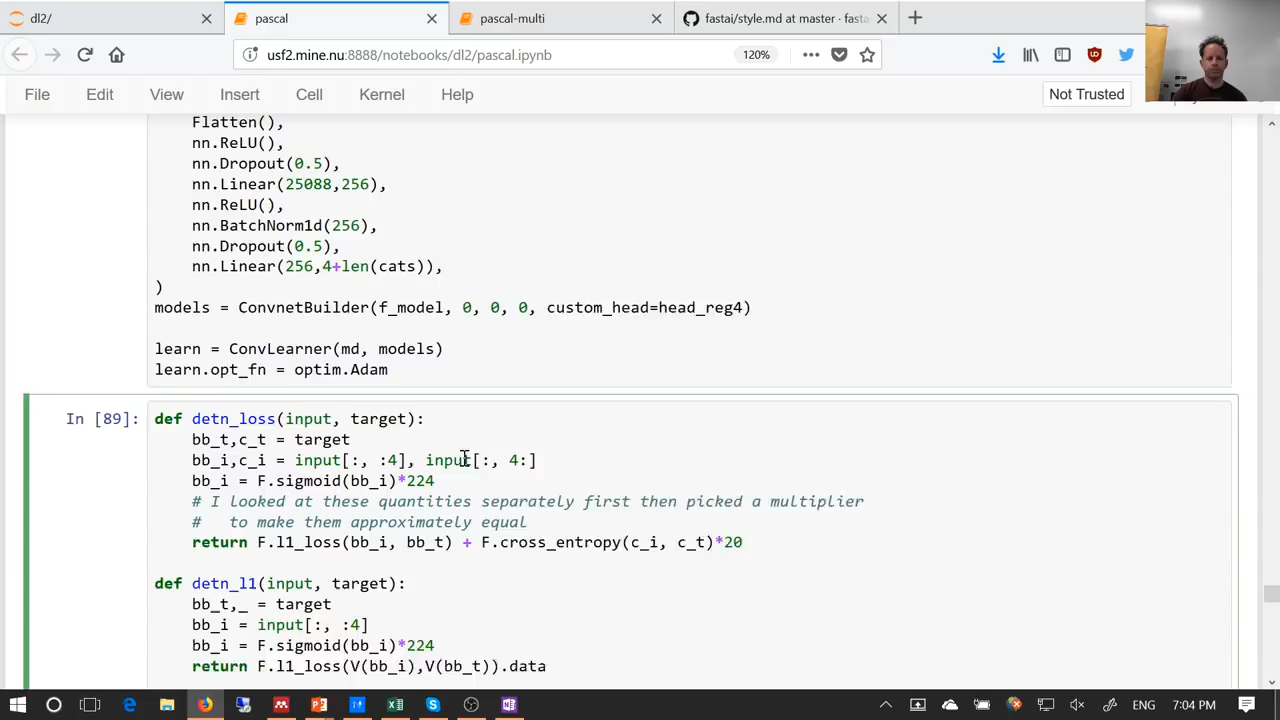 dl2/
pascal
pascal-multi
fastai/style.md at master · fasta
usf2.mine.nu:8888/notebooks/dl2/pascal.ipynb
120%
File Edit View Insert Cell Kernel Help
Not Trusted
Flatten(),
nn.ReLU(),
nn.Dropout(0.5),
nn.Linear(25088,256),
nn.ReLU(),
nn.BatchNorm1d(256),
nn.Dropout(0.5),
nn.Linear(256,4+len(cats)),
)
models = ConvnetBuilder(f_model, 0, 0, 0, custom_head=head_reg4)
learn = ConvLearner(md, models)
learn.opt_fn = optim.Adam
In [89]:
def detn_loss(input, target):
bb_t,c_t = target
bb_i,c_i = input[:, :4], input[:, 4:]
bb_i = F.sigmoid(bb_i)*224
# I looked at these quantities separately first then picked a multiplier
# to make them approximately equal
return F.l1_loss(bb_i, bb_t) + F.cross_entropy(c_i, c_t)*20
def detn_l1(input, target):
bb_t,_ = target
bb_i = input[:, :4]
bb_i = F.sigmoid(bb_i)*224
return F.l1_loss(V(bb_i),V(bb_t)).data
ENG
7:04 PM